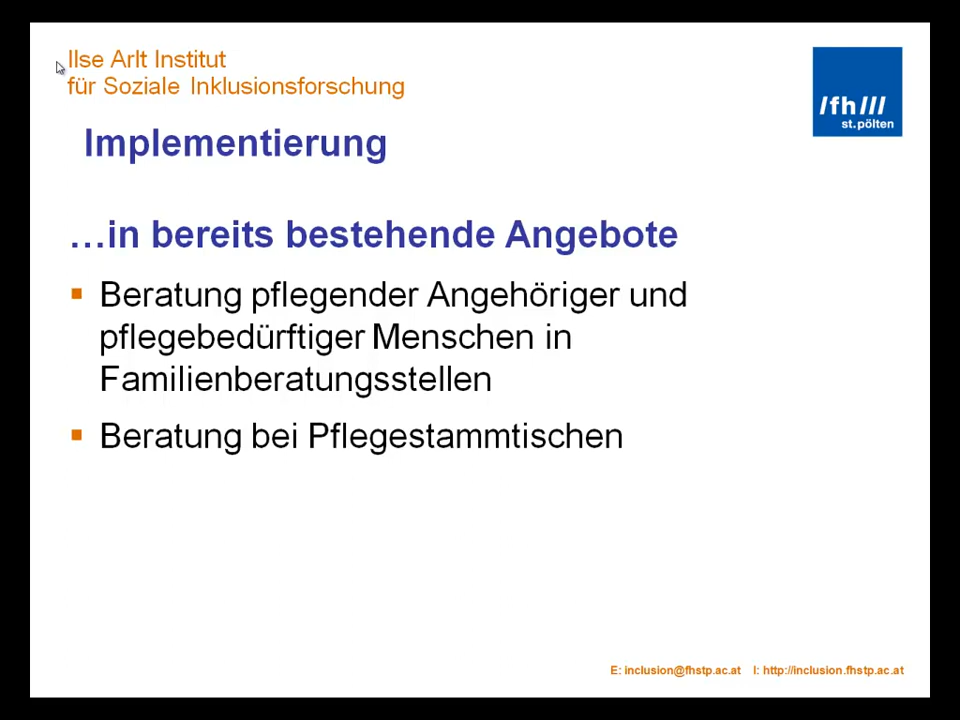 Ilse Arlt Institut
für Soziale Inklusionsforschung
/fh///
st.pölten
Implementierung
…in bereits bestehende Angebote
Beratung pflegender Angehöriger und
pflegebedürftiger Menschen in
Familienberatungsstellen
Beratung bei Pflegestammtischen
E: inclusion@fhstp.ac.at I: http://inclusion.fhstp.ac.at